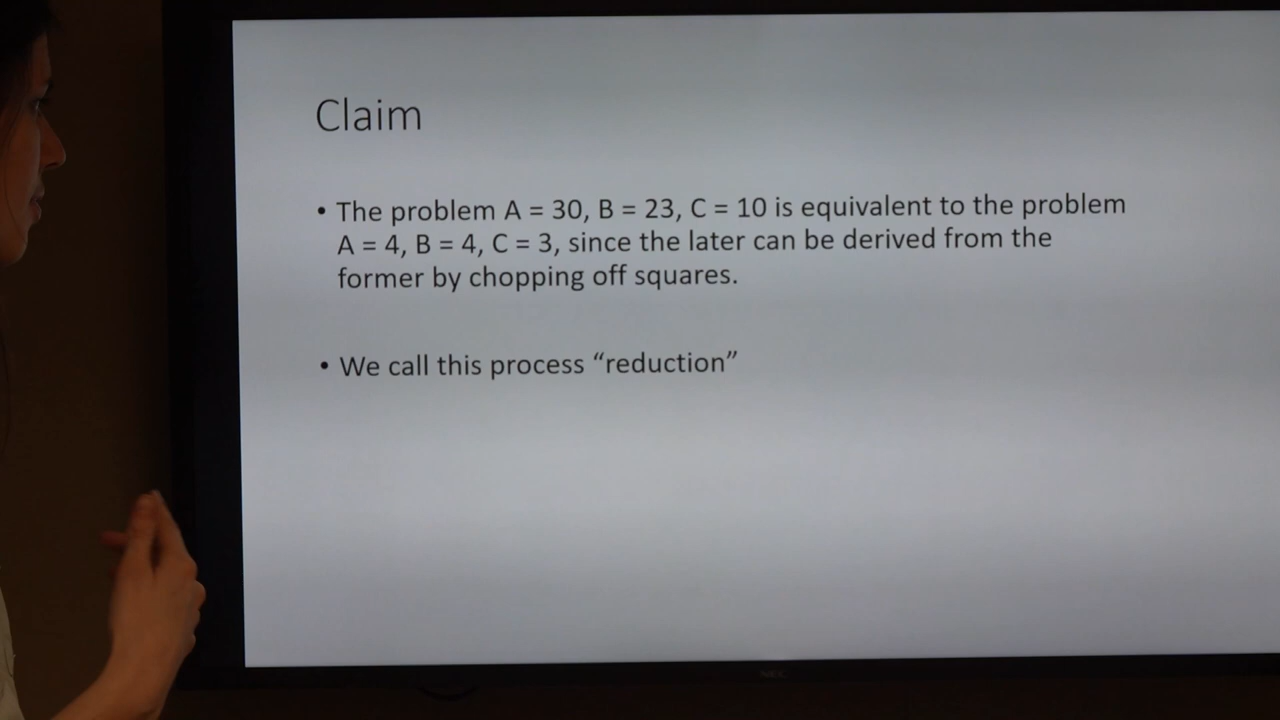 Claim
• The problem A = 30, B = 23, C = 10 is equivalent to the problem
A = 4, B = 4, C = 3, since the later can be derived from the
former by chopping off squares.
• We call this process “reduction”
NEC